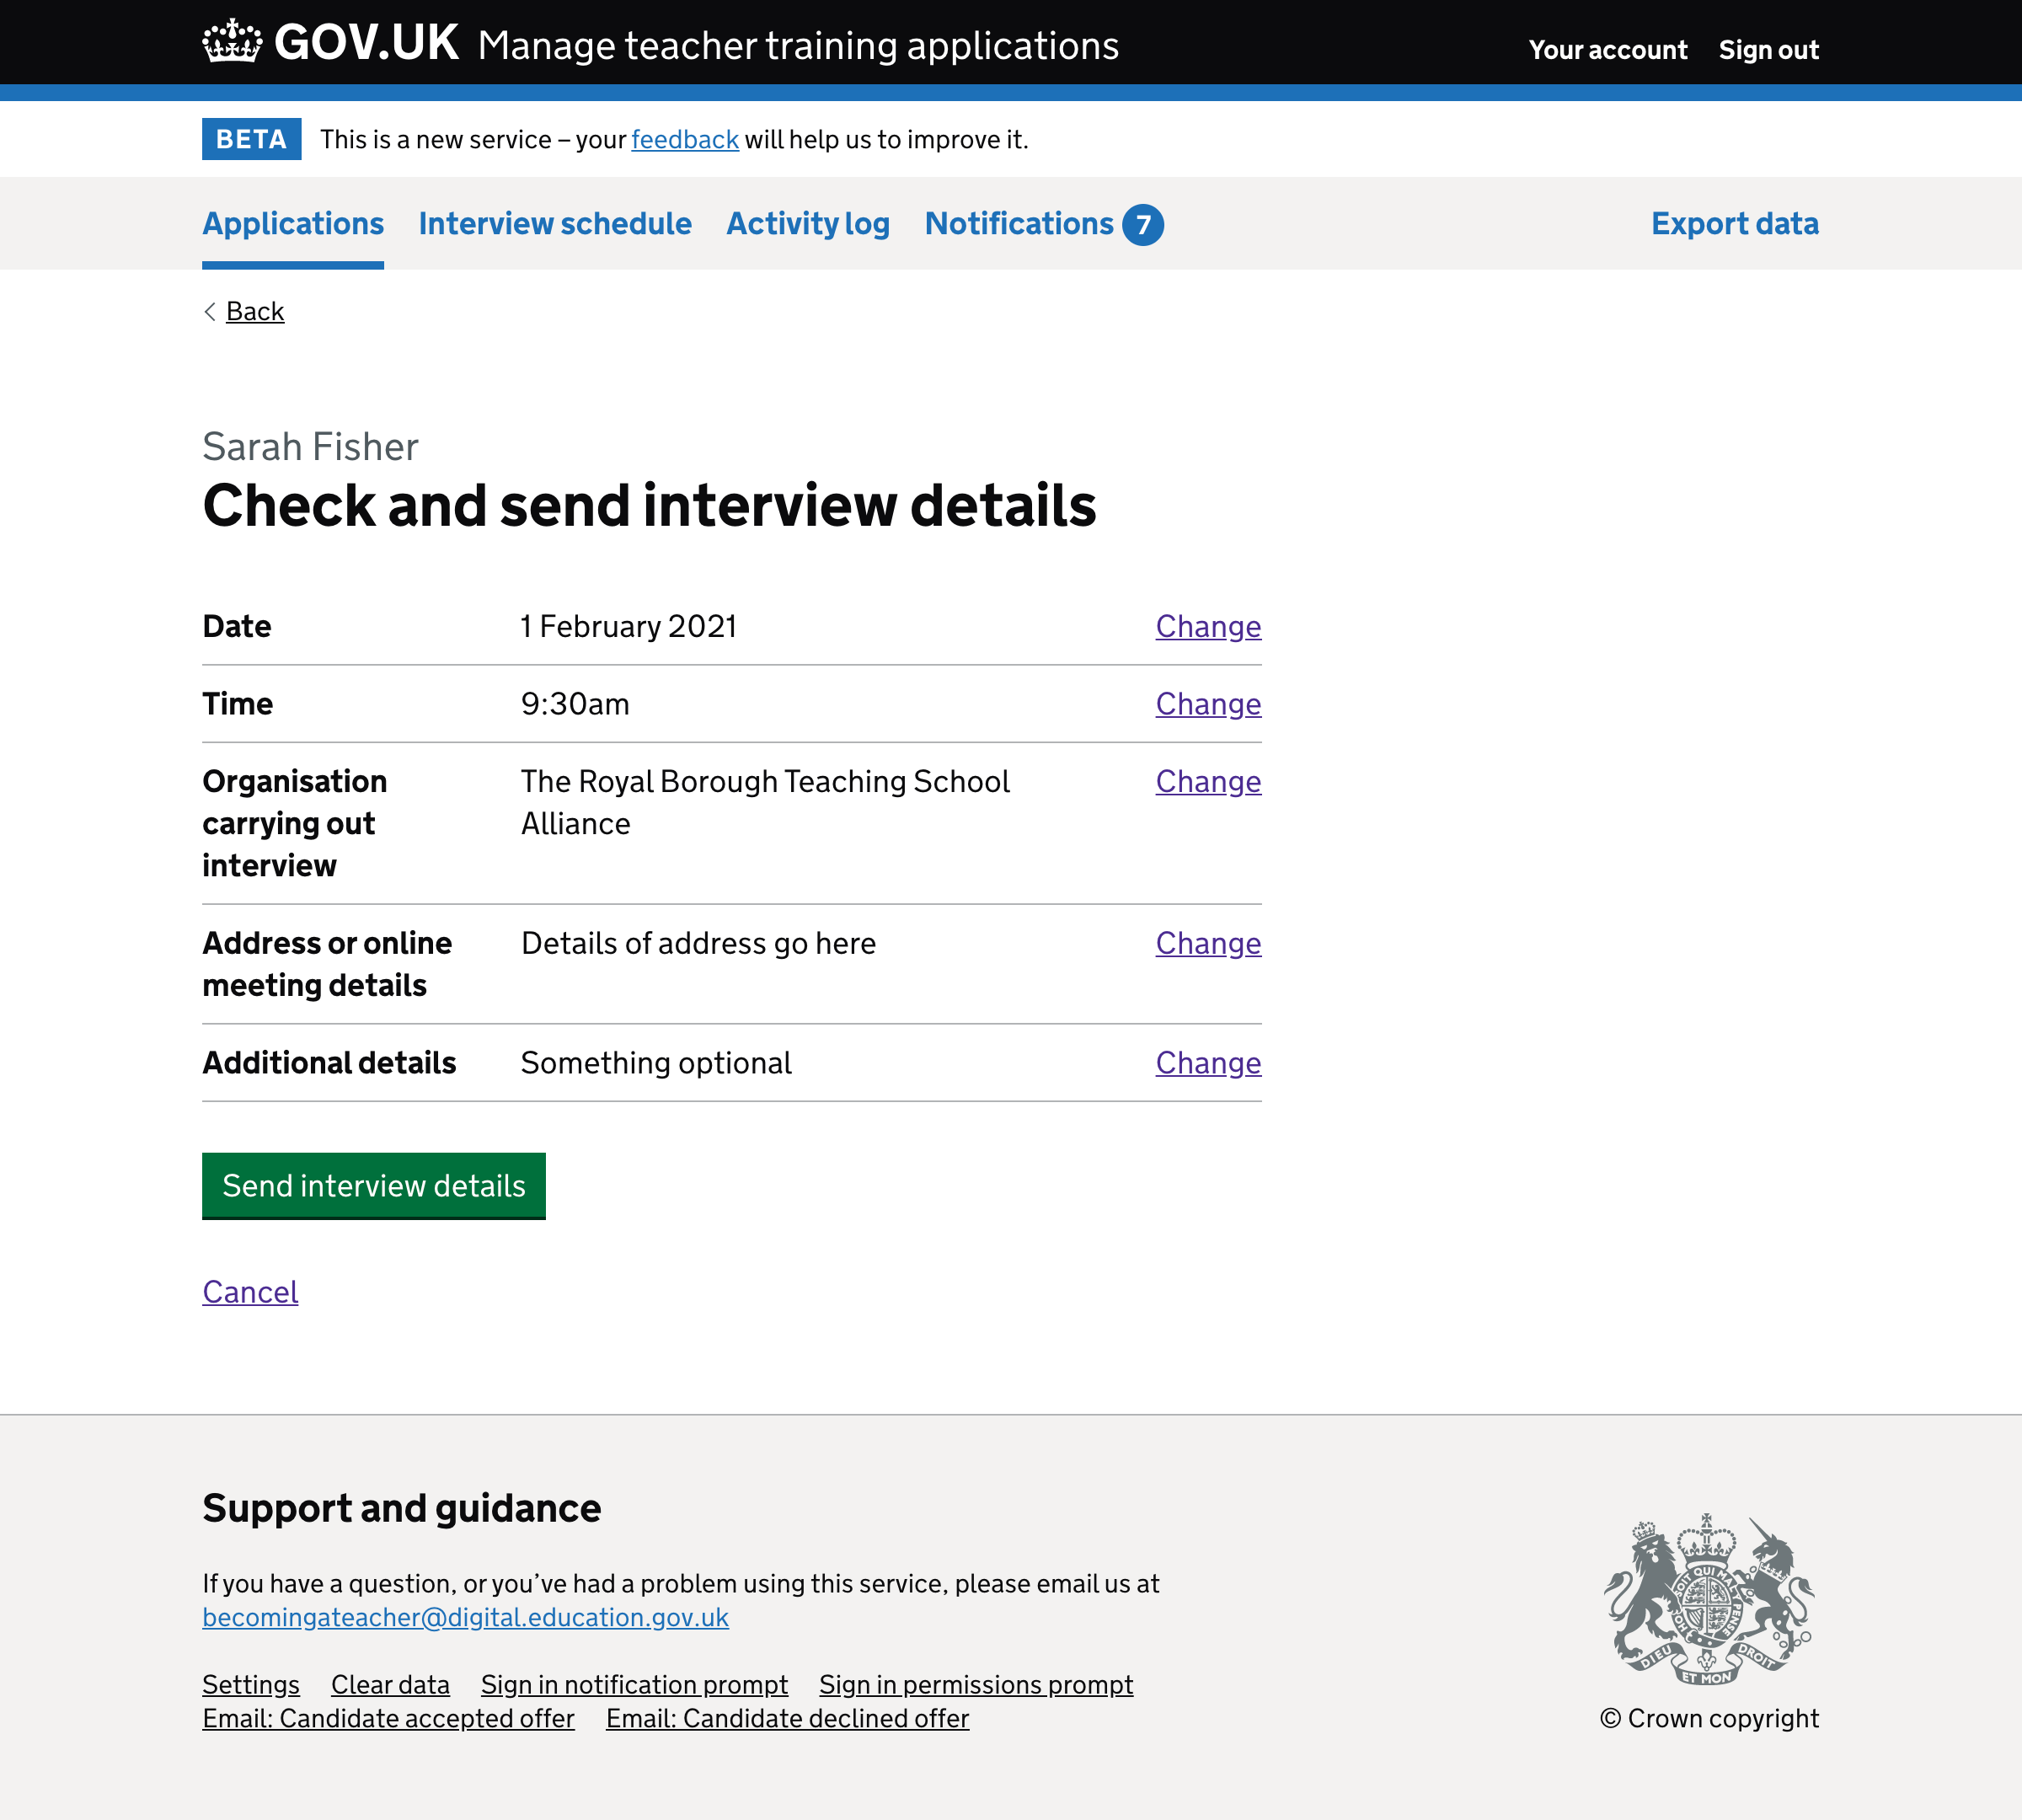 GOV.UK Manage teacher training applications
Your account Sign out
BETA This is a new service – your feedback will help us to improve it.
Applications Interview schedule Activity log Notifications 7 Export data
Back
Sarah Fisher
Check and send interview details
Date 1 February 2021 Change
Time 9:30am Change
Organisation The Royal Borough Teaching School Change
carrying out Alliance
interview
Address or online Details of address go here Change
meeting details
Additional details Something optional Change
Send interview details
Cancel
Support and guidance
If you have a question, or you’ve had a problem using this service, please email us at
becomingateacher@digital.education.gov.uk
Settings Clear data Sign in notification prompt Sign in permissions prompt
Email: Candidate accepted offer Email: Candidate declined offer
DIEU ET MON DROIT
© Crown copyright